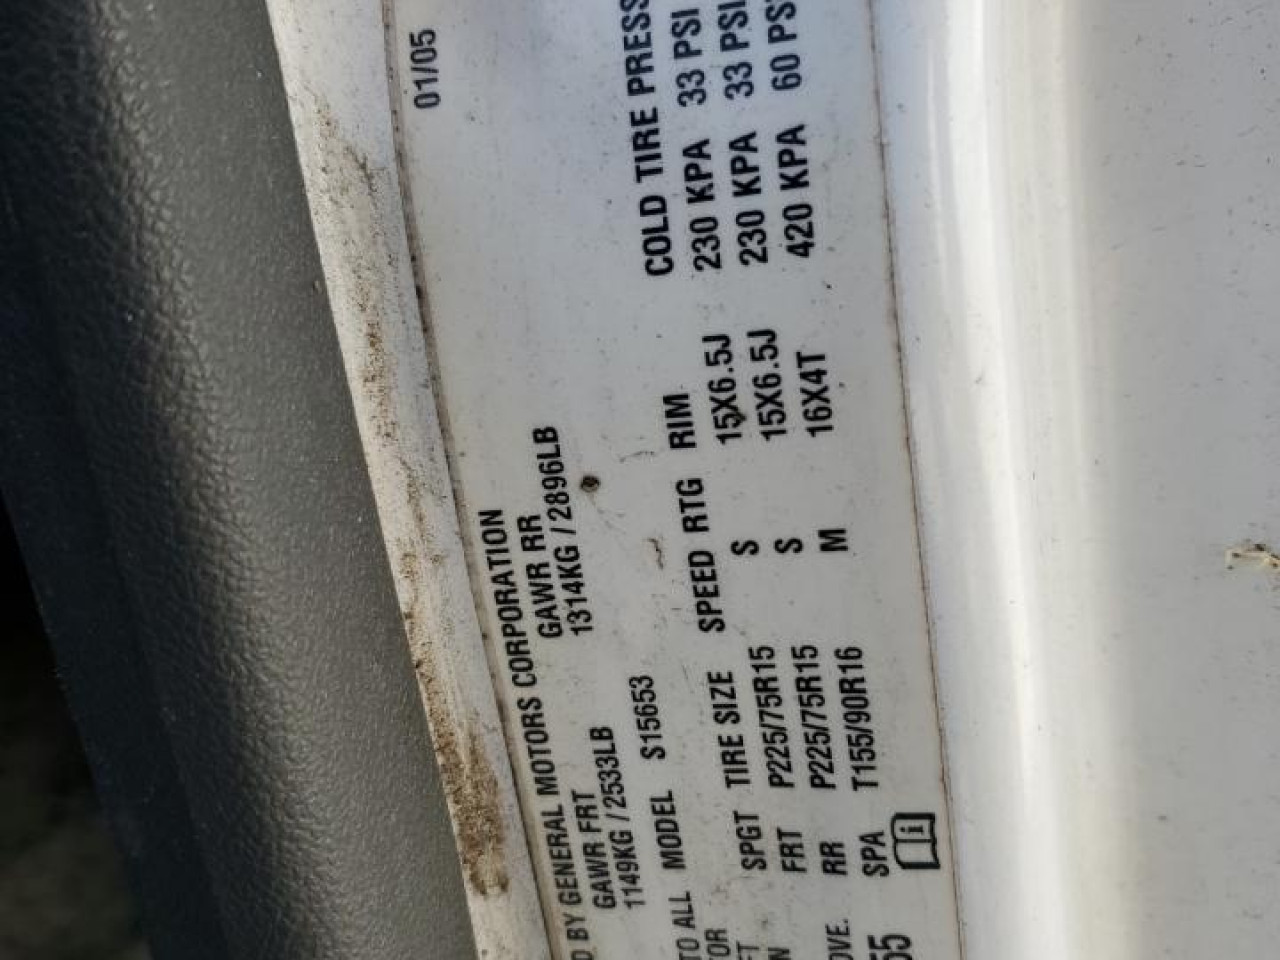 D BY GENERAL MOTORS CORPORATION 01/05
GAWR FRT GAWR RR
1149KG / 2533LB 1314KG / 2896LB
TO ALL MODEL S15653
SPGT TIRE SIZE SPEED RTG RIM COLD TIRE PRESS
FRT P225/75R15 S 15X6.5J 230 KPA 33 PSI
RR P225/75R15 S 15X6.5J 230 KPA 33 PSI
SPA T155/90R16 M 16X4T 420 KPA 60 PS
OVE.
55